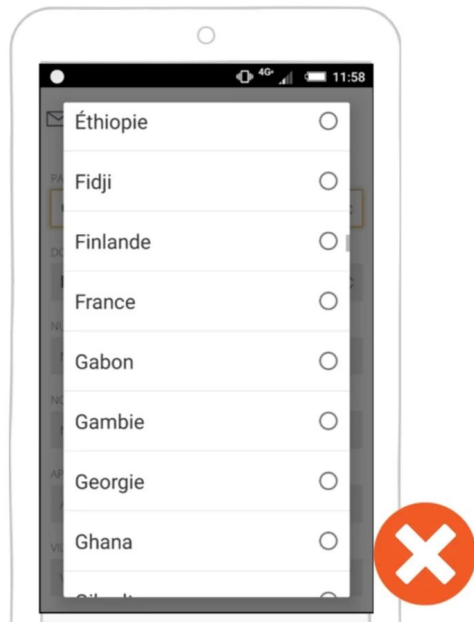 4G+ 11:58
Éthiopie
Fidji
Finlande
France
Gabon
Gambie
Georgie
Ghana